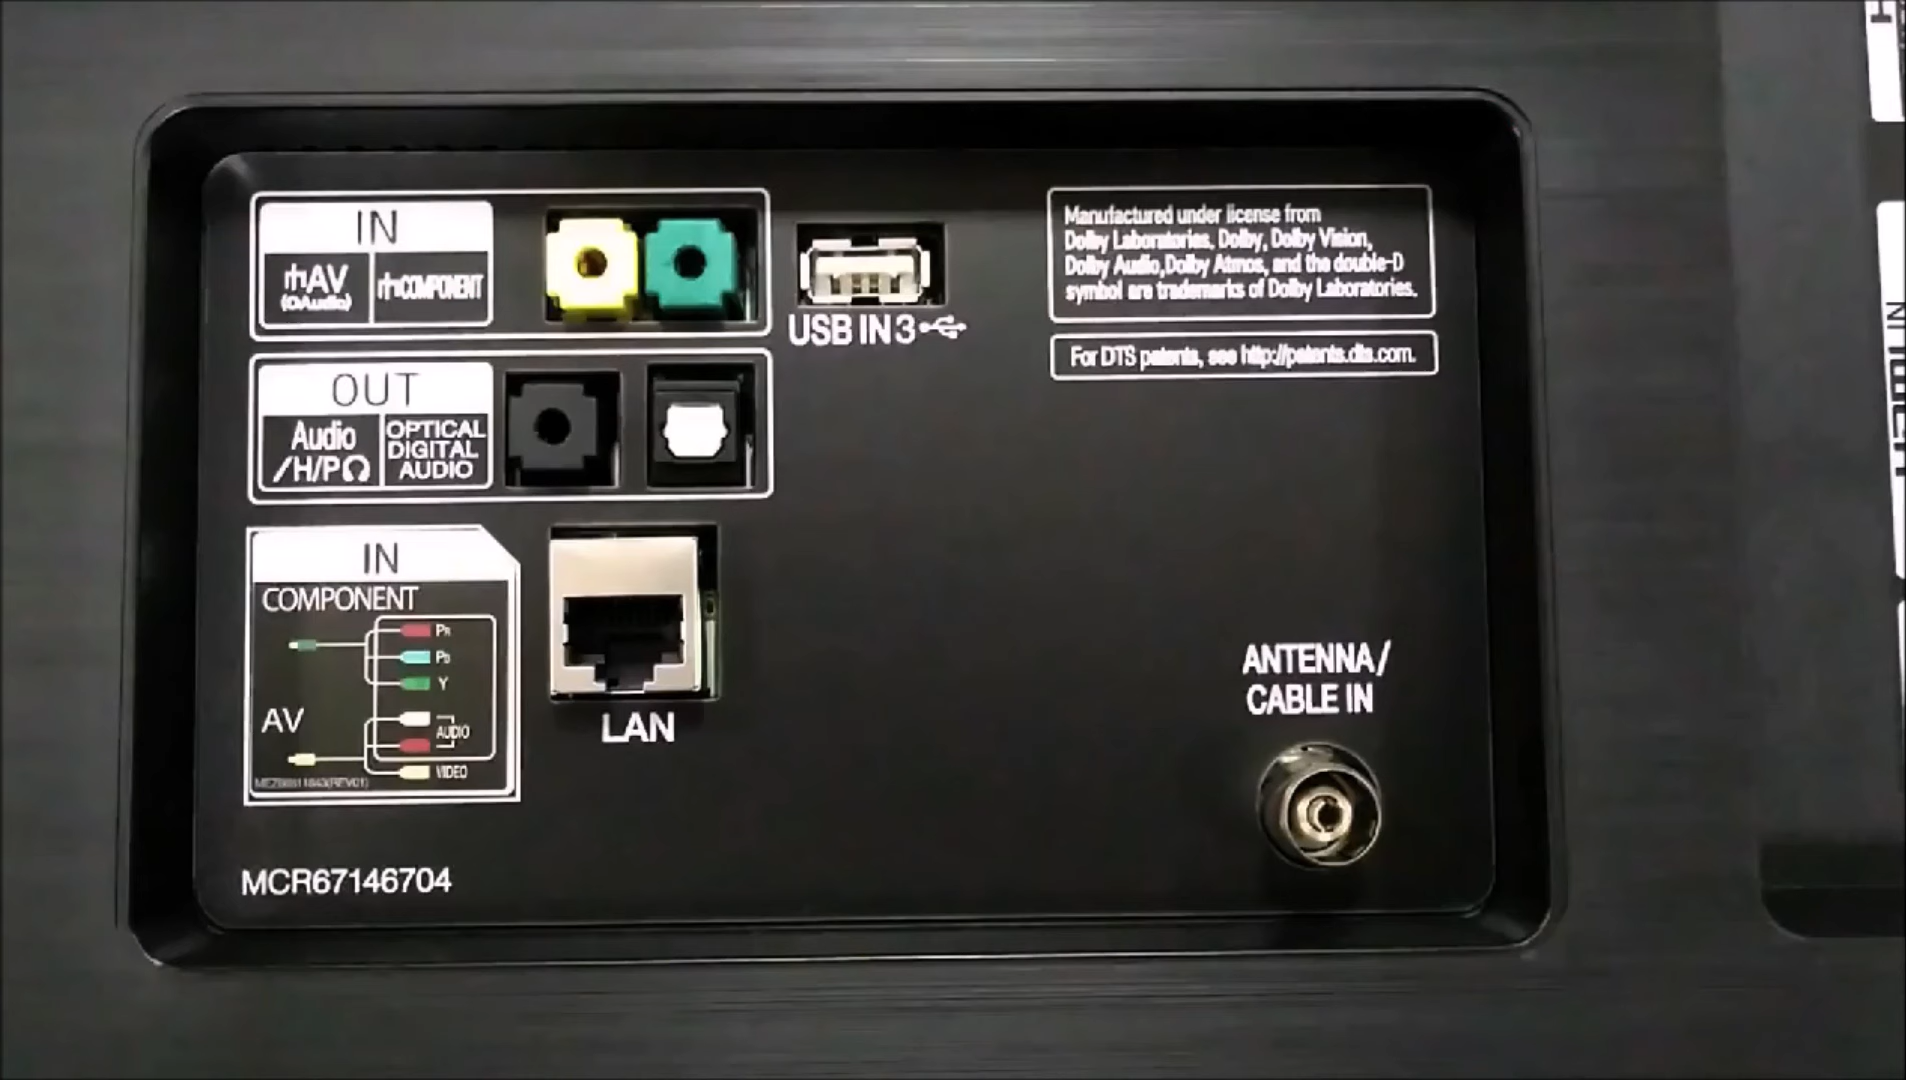 IN
AV
COMPONENT
USB IN 3
Manufactured under license from
Dolby Laboratories. Dolby, Dolby Vision,
Dolby Audio, Dolby Atmos, and the double-D
symbol are trademarks of Dolby Laboratories.
For DTS patents, see http://patents.dts.com.
OUT
Audio
/H/P
OPTICAL
DIGITAL
AUDIO
IN
COMPONENT
PR
PB
Y
AV
AUDIO
VIDEO
LAN
ANTENNA/
CABLE IN
MCR67146704